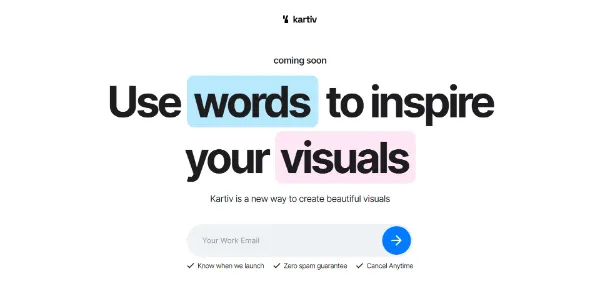 kartiv
coming soon
Use words to inspire
your visuals
Kartiv is a new way to create beautiful visuals
Your Work Email
Know when we launch Zero spam guarantee Cancel Anytime